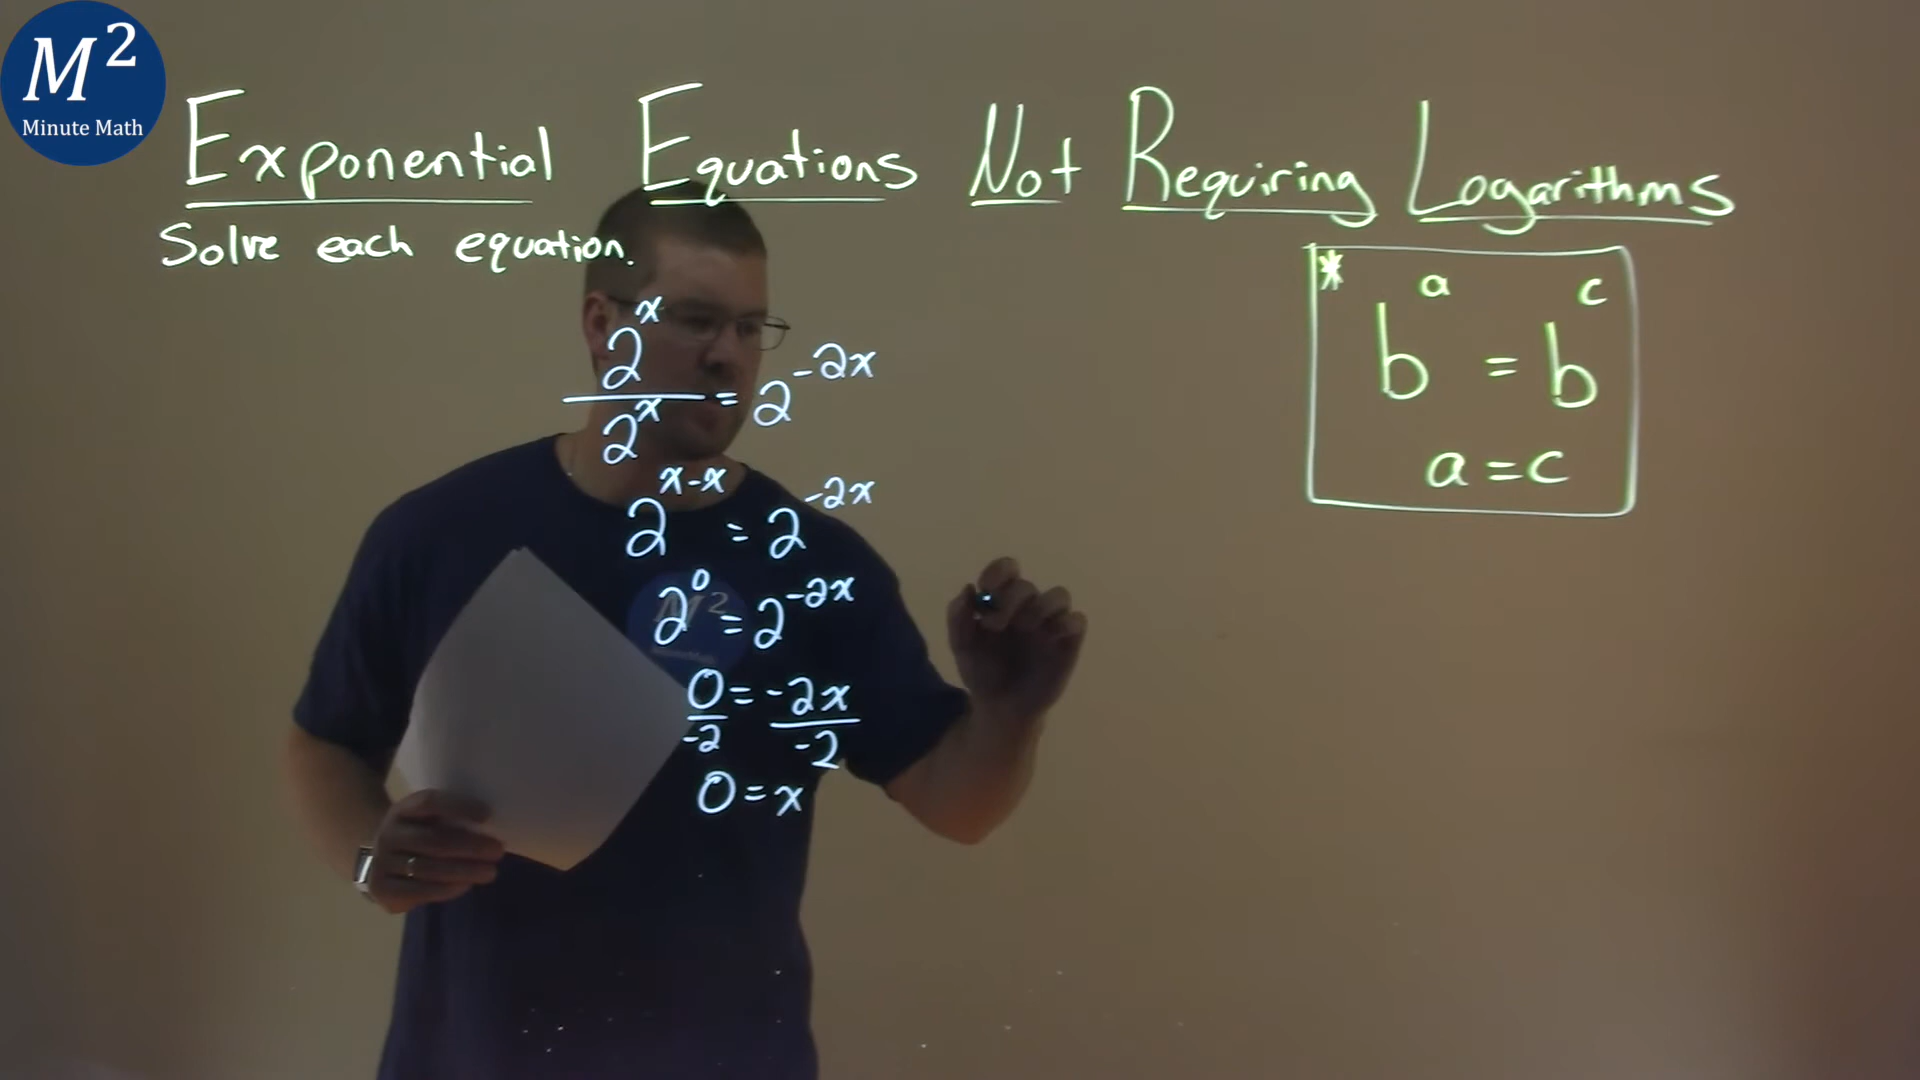 M²
Minute Math
Exponential Equations Not Requiring Logarithms
Solve each equation.
* b^a = b^c
a = c
2^x / 2^x = 2^-2x
2^x-x = 2^-2x
2^0 = 2^-2x
0 = -2x
-2 -2
0 = x